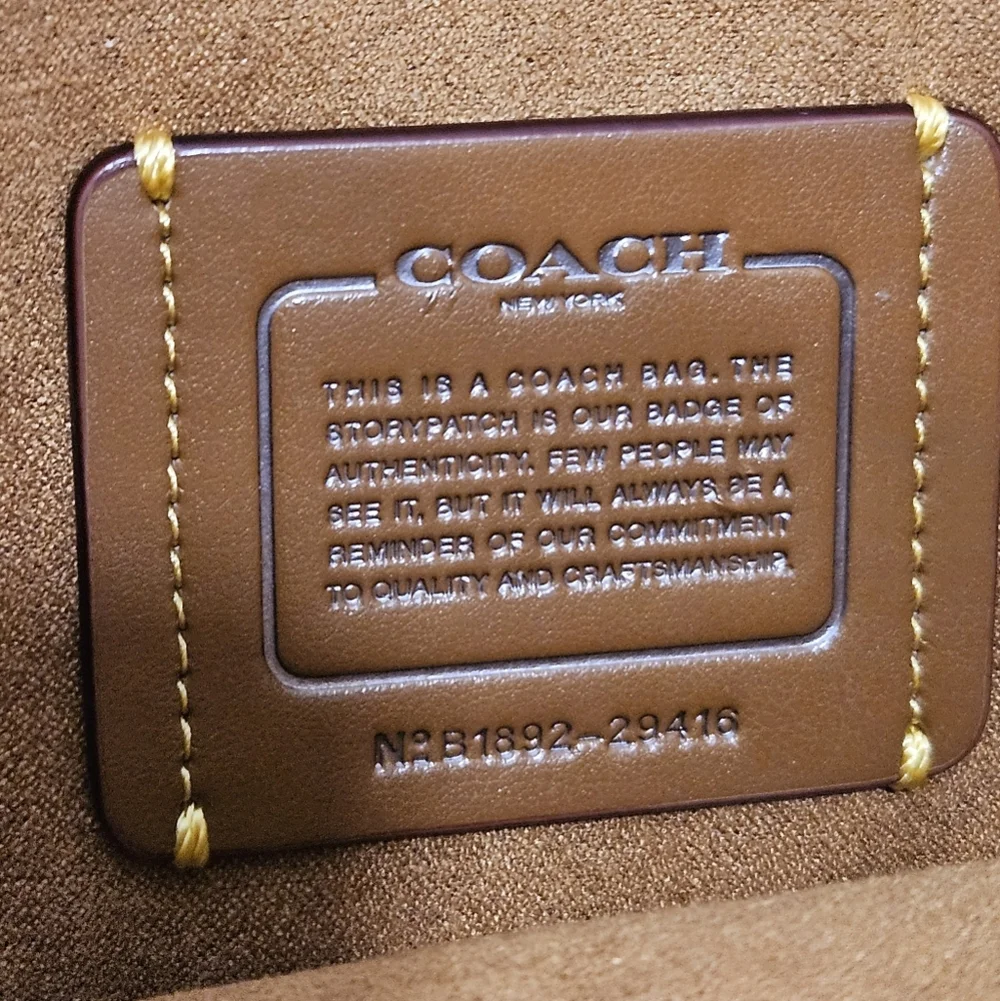 COACH
NEW YORK
THIS IS A COACH BAG. THE
STORYPATCH IS OUR BADGE OF
AUTHENTICITY. FEW PEOPLE MAY
SEE IT, BUT IT WILL ALWAYS BE A
REMINDER OF OUR COMMITMENT
TO QUALITY AND CRAFTSMANSHIP.
Nº B1892-29416